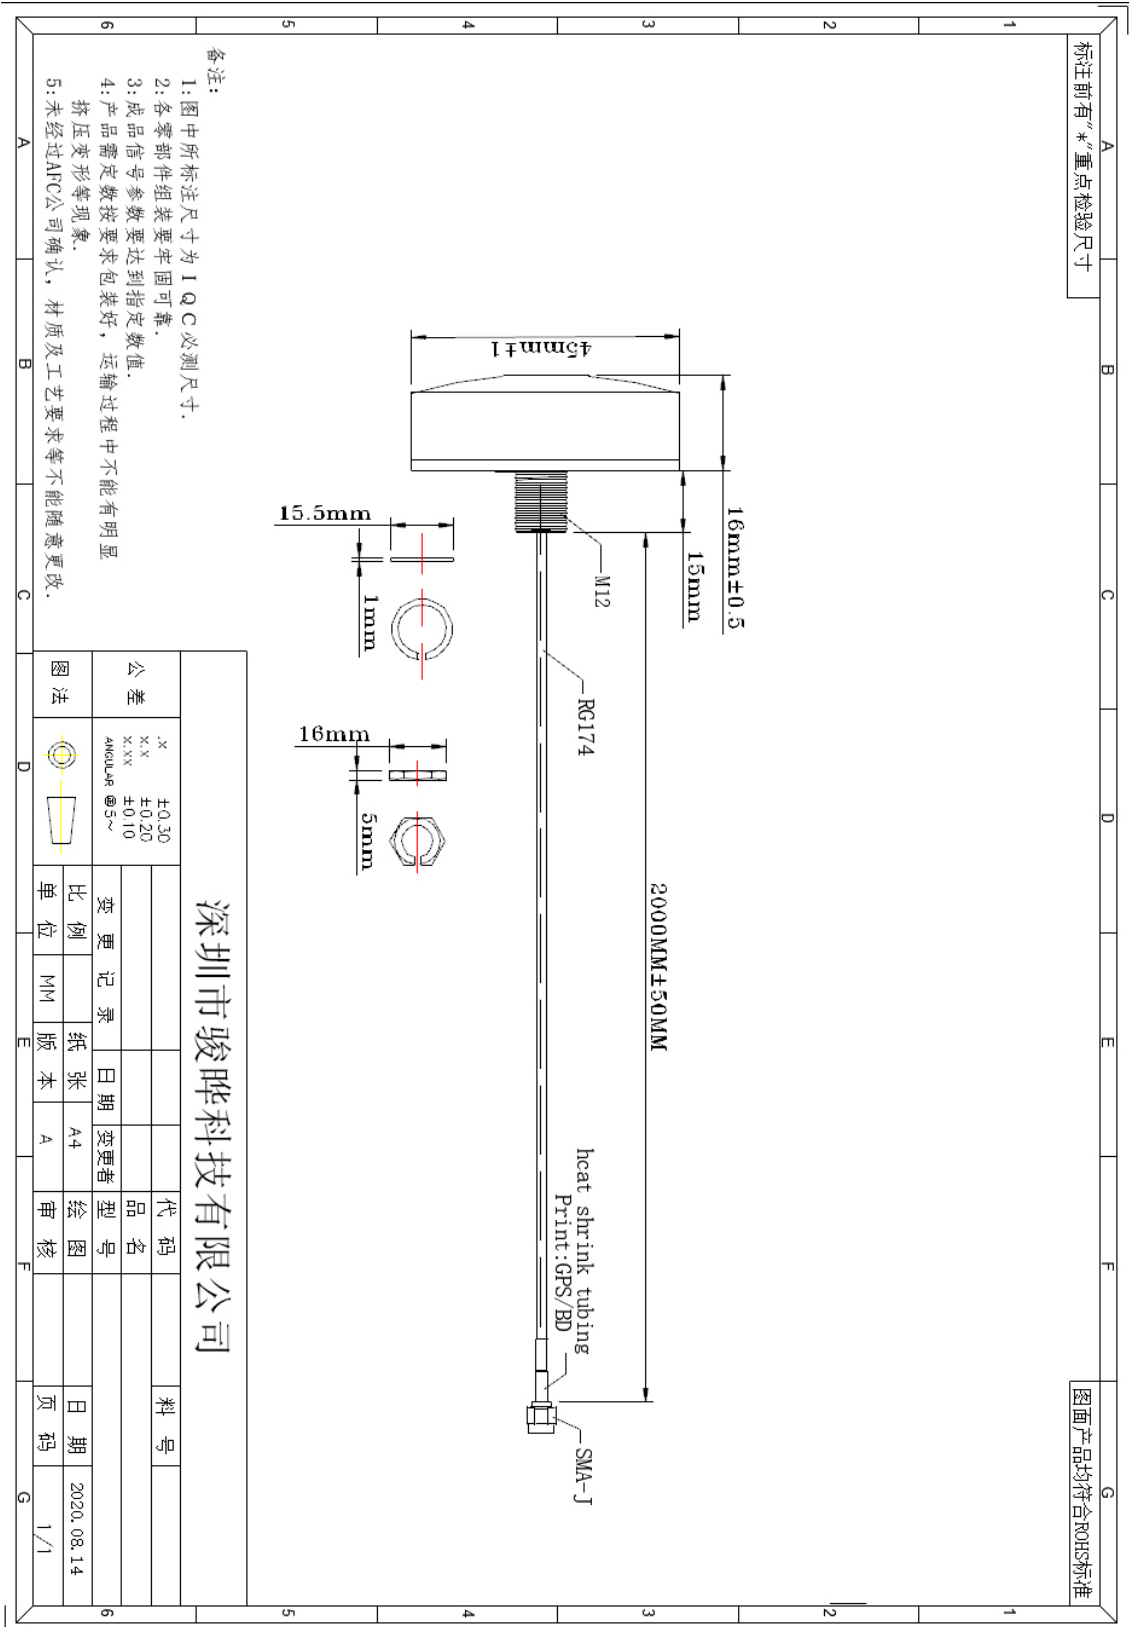 6
5
4
3
2
1
标注前有"*"重点检验尺寸
图面产品均符合ROHS标准
A
B
C
D
E
F
G
45mm±1
16mm±0.5
15mm
M12
RG174
2000MM±50MM
hcat shrink tubing
Print:GPS/BD
SMA-J
15.5mm
1mm
16mm
5mm
备注:
1:图中所标注尺寸为IQC必测尺寸.
2:各零部件组装要牢固可靠.
3:成品信号参数要达到指定数值.
4:产品需定数按要求包装好，运输过程中不能有明显
挤压变形等现象.
5:未经过AFC公司确认，材质及工艺要求等不能随意更改.
深圳市骏晔科技有限公司
公差
.X ±0.30
X.X ±0.20
X.XX ±0.10
ANGULAR @5~
图法
变更记录
日期
变更者
代码
品名
型号
料号
比例
纸张
A4
绘图
日期
2020.08.14
单位
MM
版本
A
审核
页码
1/1
A
B
C
D
E
F
G
6
5
4
3
2
1